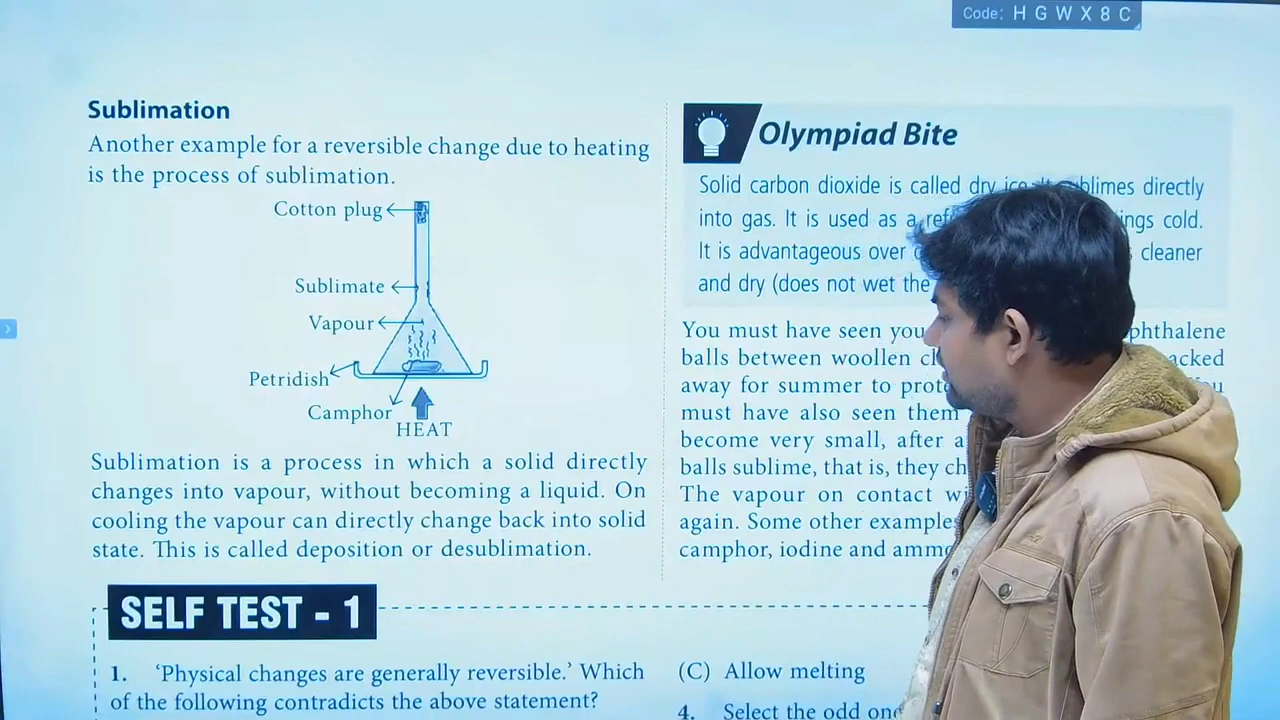 Code: H G W X 8 C
Sublimation
Another example for a reversible change due to heating
is the process of sublimation.
Cotton plug
Sublimate
Vapour
Petridish
Camphor
HEAT
Sublimation is a process in which a solid directly
changes into vapour, without becoming a liquid. On
cooling the vapour can directly change back into solid
state. This is called deposition or desublimation.
Olympiad Bite
Solid carbon dioxide is called dry ice. It sublimes directly
into gas. It is used as a cold.
It is advantageous over cleaner
and dry (does not wet the
You must have seen
balls between woollen
away for summer to
must have also seen them
become very small, after a
balls sublime, that is, they
The vapour on contact
again. Some other examples
camphor, iodine and
SELF TEST - 1
1. 'Physical changes are generally reversible.' Which
of the following contradicts the above statement?
(C) Allow melting
4. Select the odd